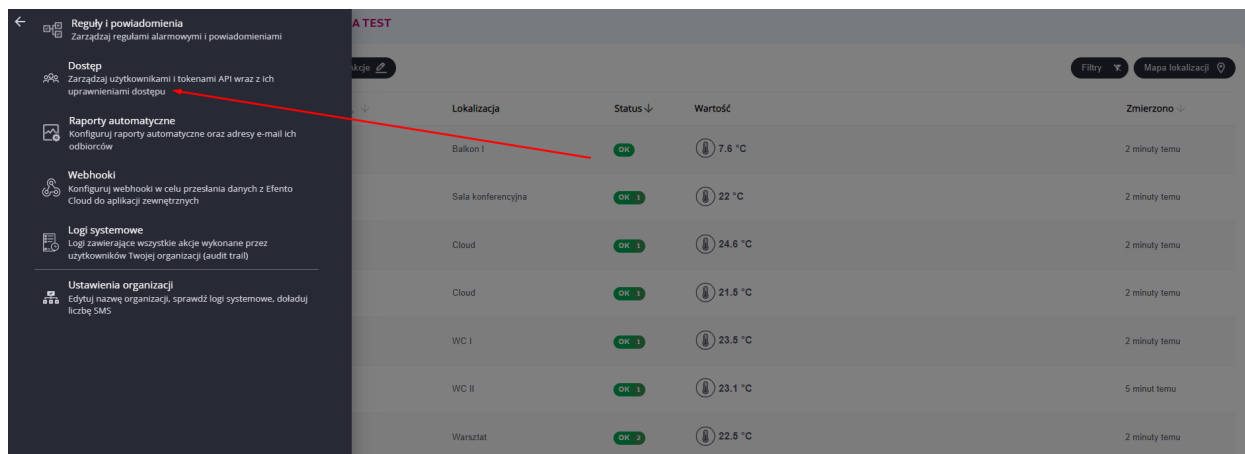 Reguły i powiadomienia
Zarządzaj regułami alarmowymi i powiadomieniami
Dostęp
Zarządzaj użytkownikami i tokenami API wraz z ich
uprawnieniami dostępu
Raporty automatyczne
Konfiguruj raporty automatyczne oraz adresy e-mail ich
odbiorców
Webhooki
Konfiguruj webhooki w celu przesłania danych z Efento
Cloud do aplikacji zewnętrznych
Logi systemowe
Logi zawierające wszystkie akcje wykonane przez
użytkowników Twojej organizacji (audit trail)
Ustawienia organizacji
Edytuj nazwę organizacji, sprawdź logi systemowe, doładuj
liczbę SMS
A TEST
Filtry Mapa lokalizacji
Lokalizacja Status Wartość Zmierzono
Balkon I OK 7.6 °C 2 minuty temu
Sala konferencyjna OK 1 22 °C 2 minuty temu
Cloud OK 1 24.6 °C 2 minuty temu
Cloud OK 1 21.5 °C 2 minuty temu
WC I OK 1 23.5 °C 2 minuty temu
WC II OK 1 23.1 °C 5 minut temu
Warsztat OK 2 22.5 °C 2 minuty temu